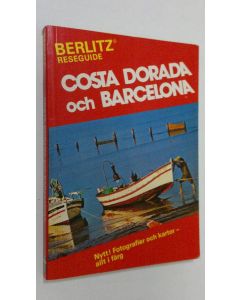 BERLITZ®
RESEGUIDE
COSTA DORADA
och BARCELONA
Nytt! Fotografier och kartor –
allt i färg